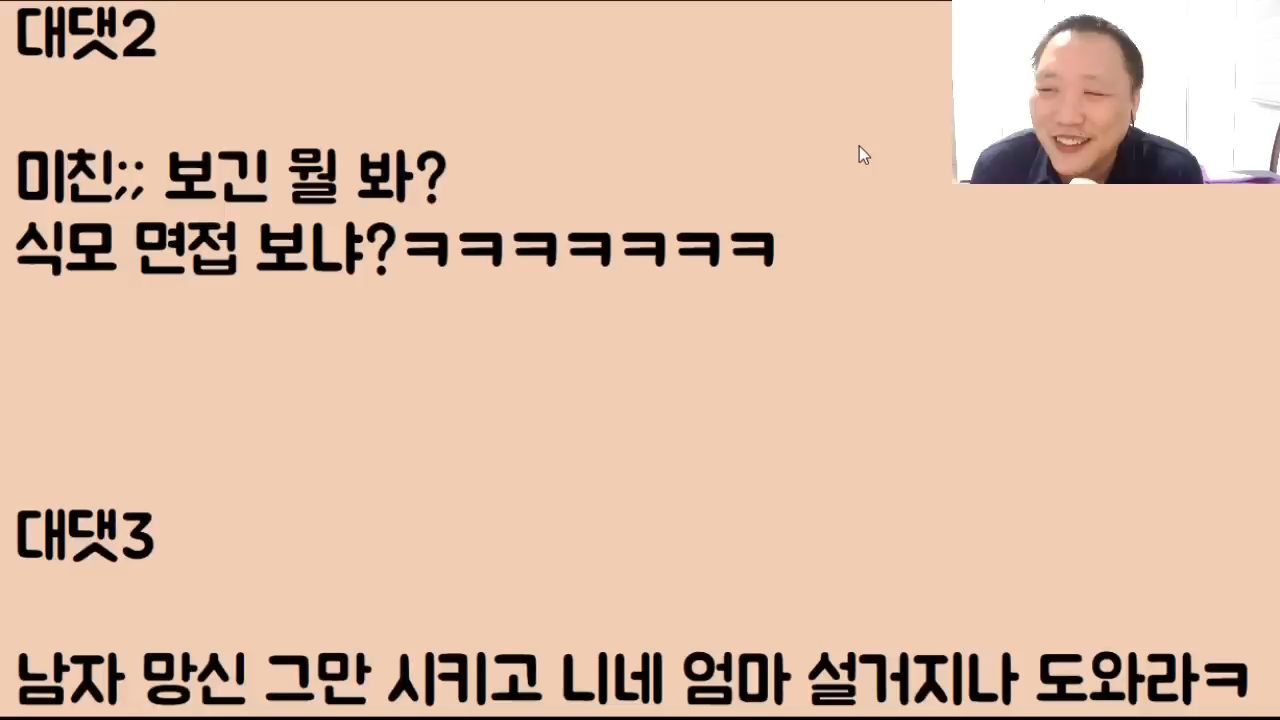 대댓2
미친;; 보긴 뭘 봐?
식모 면접 보냐?ㅋㅋㅋㅋㅋㅋㅋ
대댓3
남자 망신 그만 시키고 니네 엄마 설거지나 도와라ㅋ